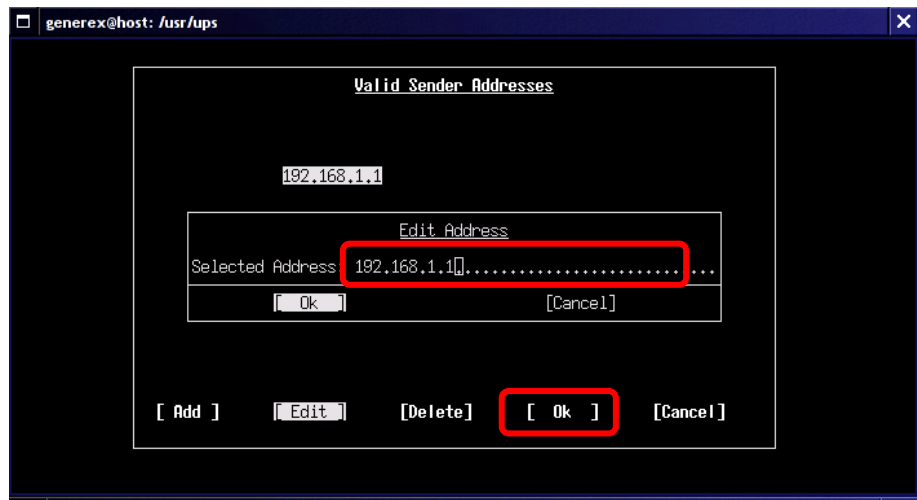 generex@host: /usr/ups
Valid Sender Addresses
192.168.1.1
Edit Address
Selected Address: 192.168.1.1............................
[ Ok ] [Cancel]
[ Add ] [ Edit ] [Delete] [ Ok ] [Cancel]